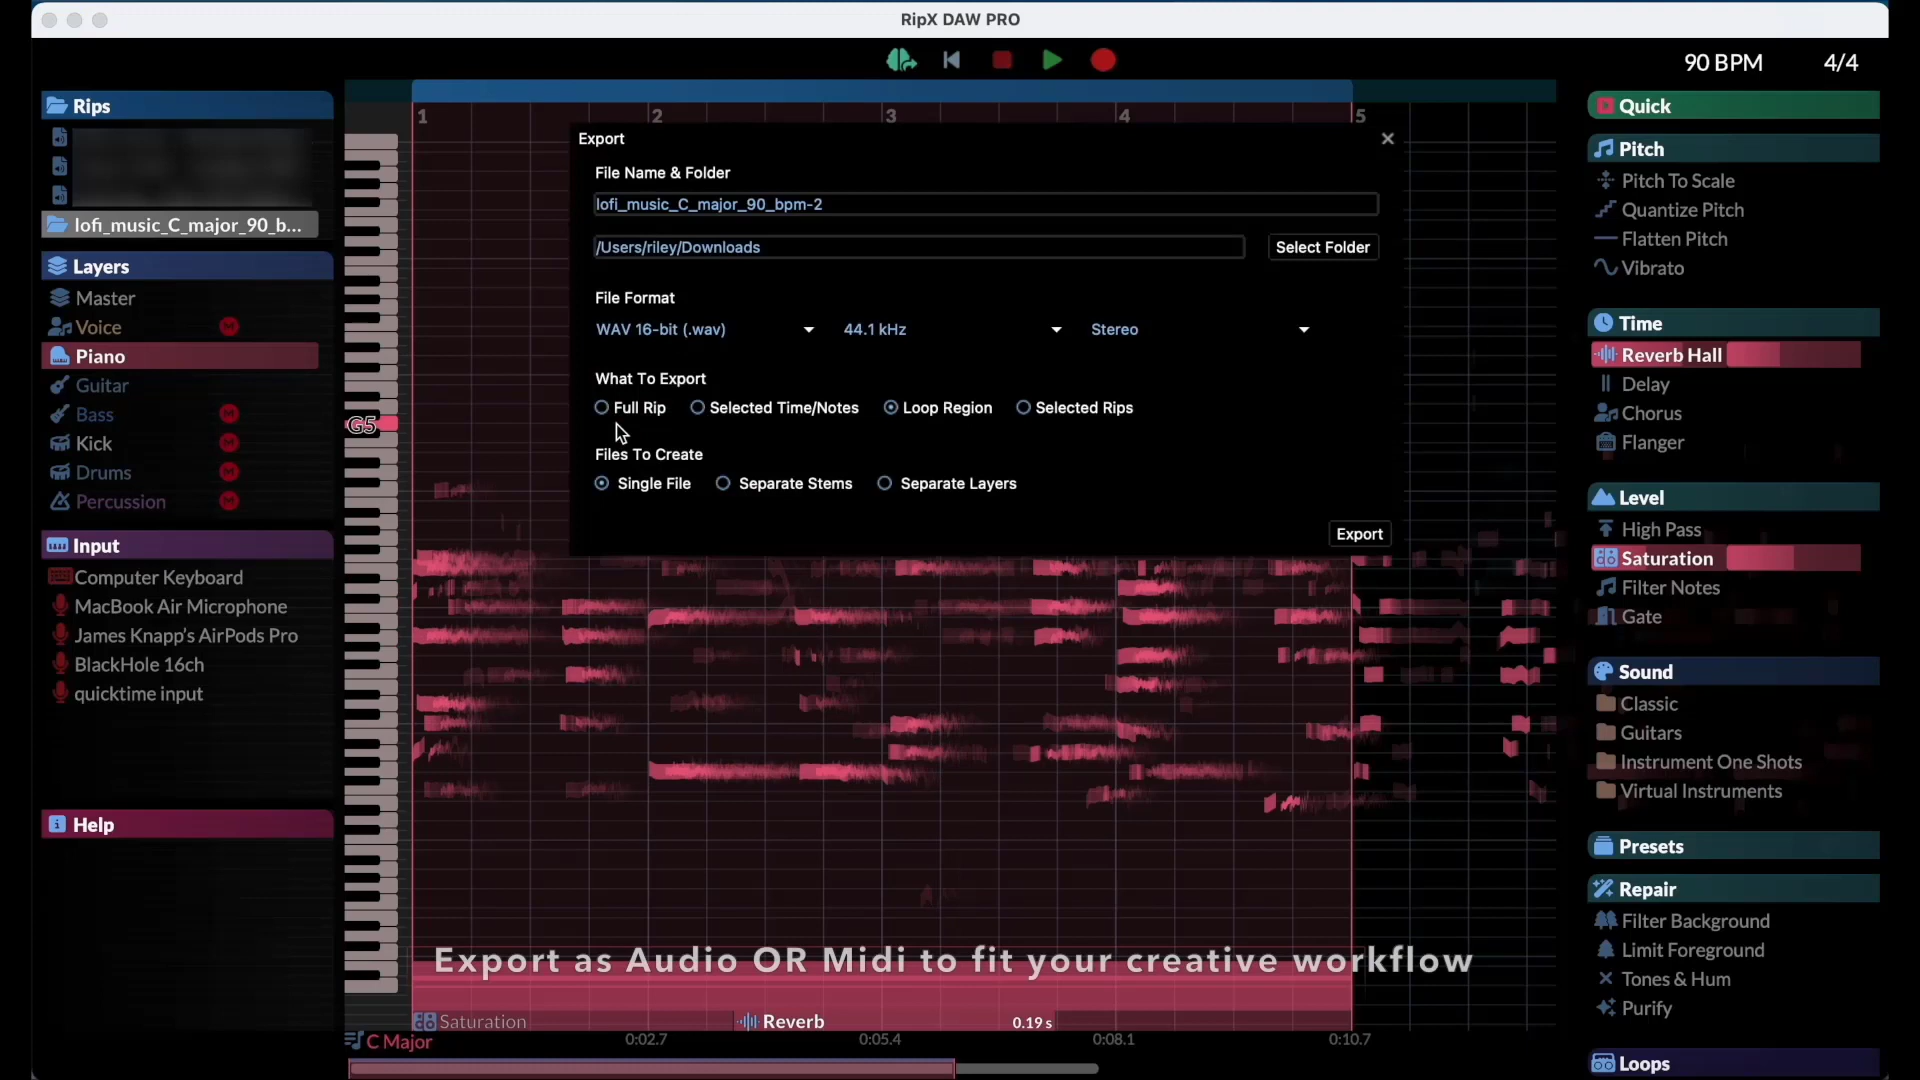 RipX DAW PRO
90 BPM
4/4
Rips
lofi_music_C_major_90_b...
Layers
Master
Voice
M
Piano
Guitar
Bass
M
Kick
M
Drums
M
Percussion
M
Input
Computer Keyboard
MacBook Air Microphone
James Knapp's AirPods Pro
BlackHole 16ch
quicktime input
Help
1
2
3
4
5
G5
Export
File Name & Folder
lofi_music_C_major_90_bpm-2
/Users/riley/Downloads
Select Folder
File Format
WAV 16-bit (.wav)
44.1 kHz
Stereo
What To Export
Full Rip
Selected Time/Notes
Loop Region
Selected Rips
Files To Create
Single File
Separate Stems
Separate Layers
Export
Export as Audio OR Midi to fit your creative workflow
Saturation
Reverb
0.19 s
C Major
0:02.7
0:05.4
0:08.1
0:10.7
Quick
Pitch
Pitch To Scale
Quantize Pitch
Flatten Pitch
Vibrato
Time
Reverb Hall
Delay
Chorus
Flanger
Level
High Pass
Saturation
Filter Notes
Gate
Sound
Classic
Guitars
Instrument One Shots
Virtual Instruments
Presets
Repair
Filter Background
Limit Foreground
Tones & Hum
Purify
Loops